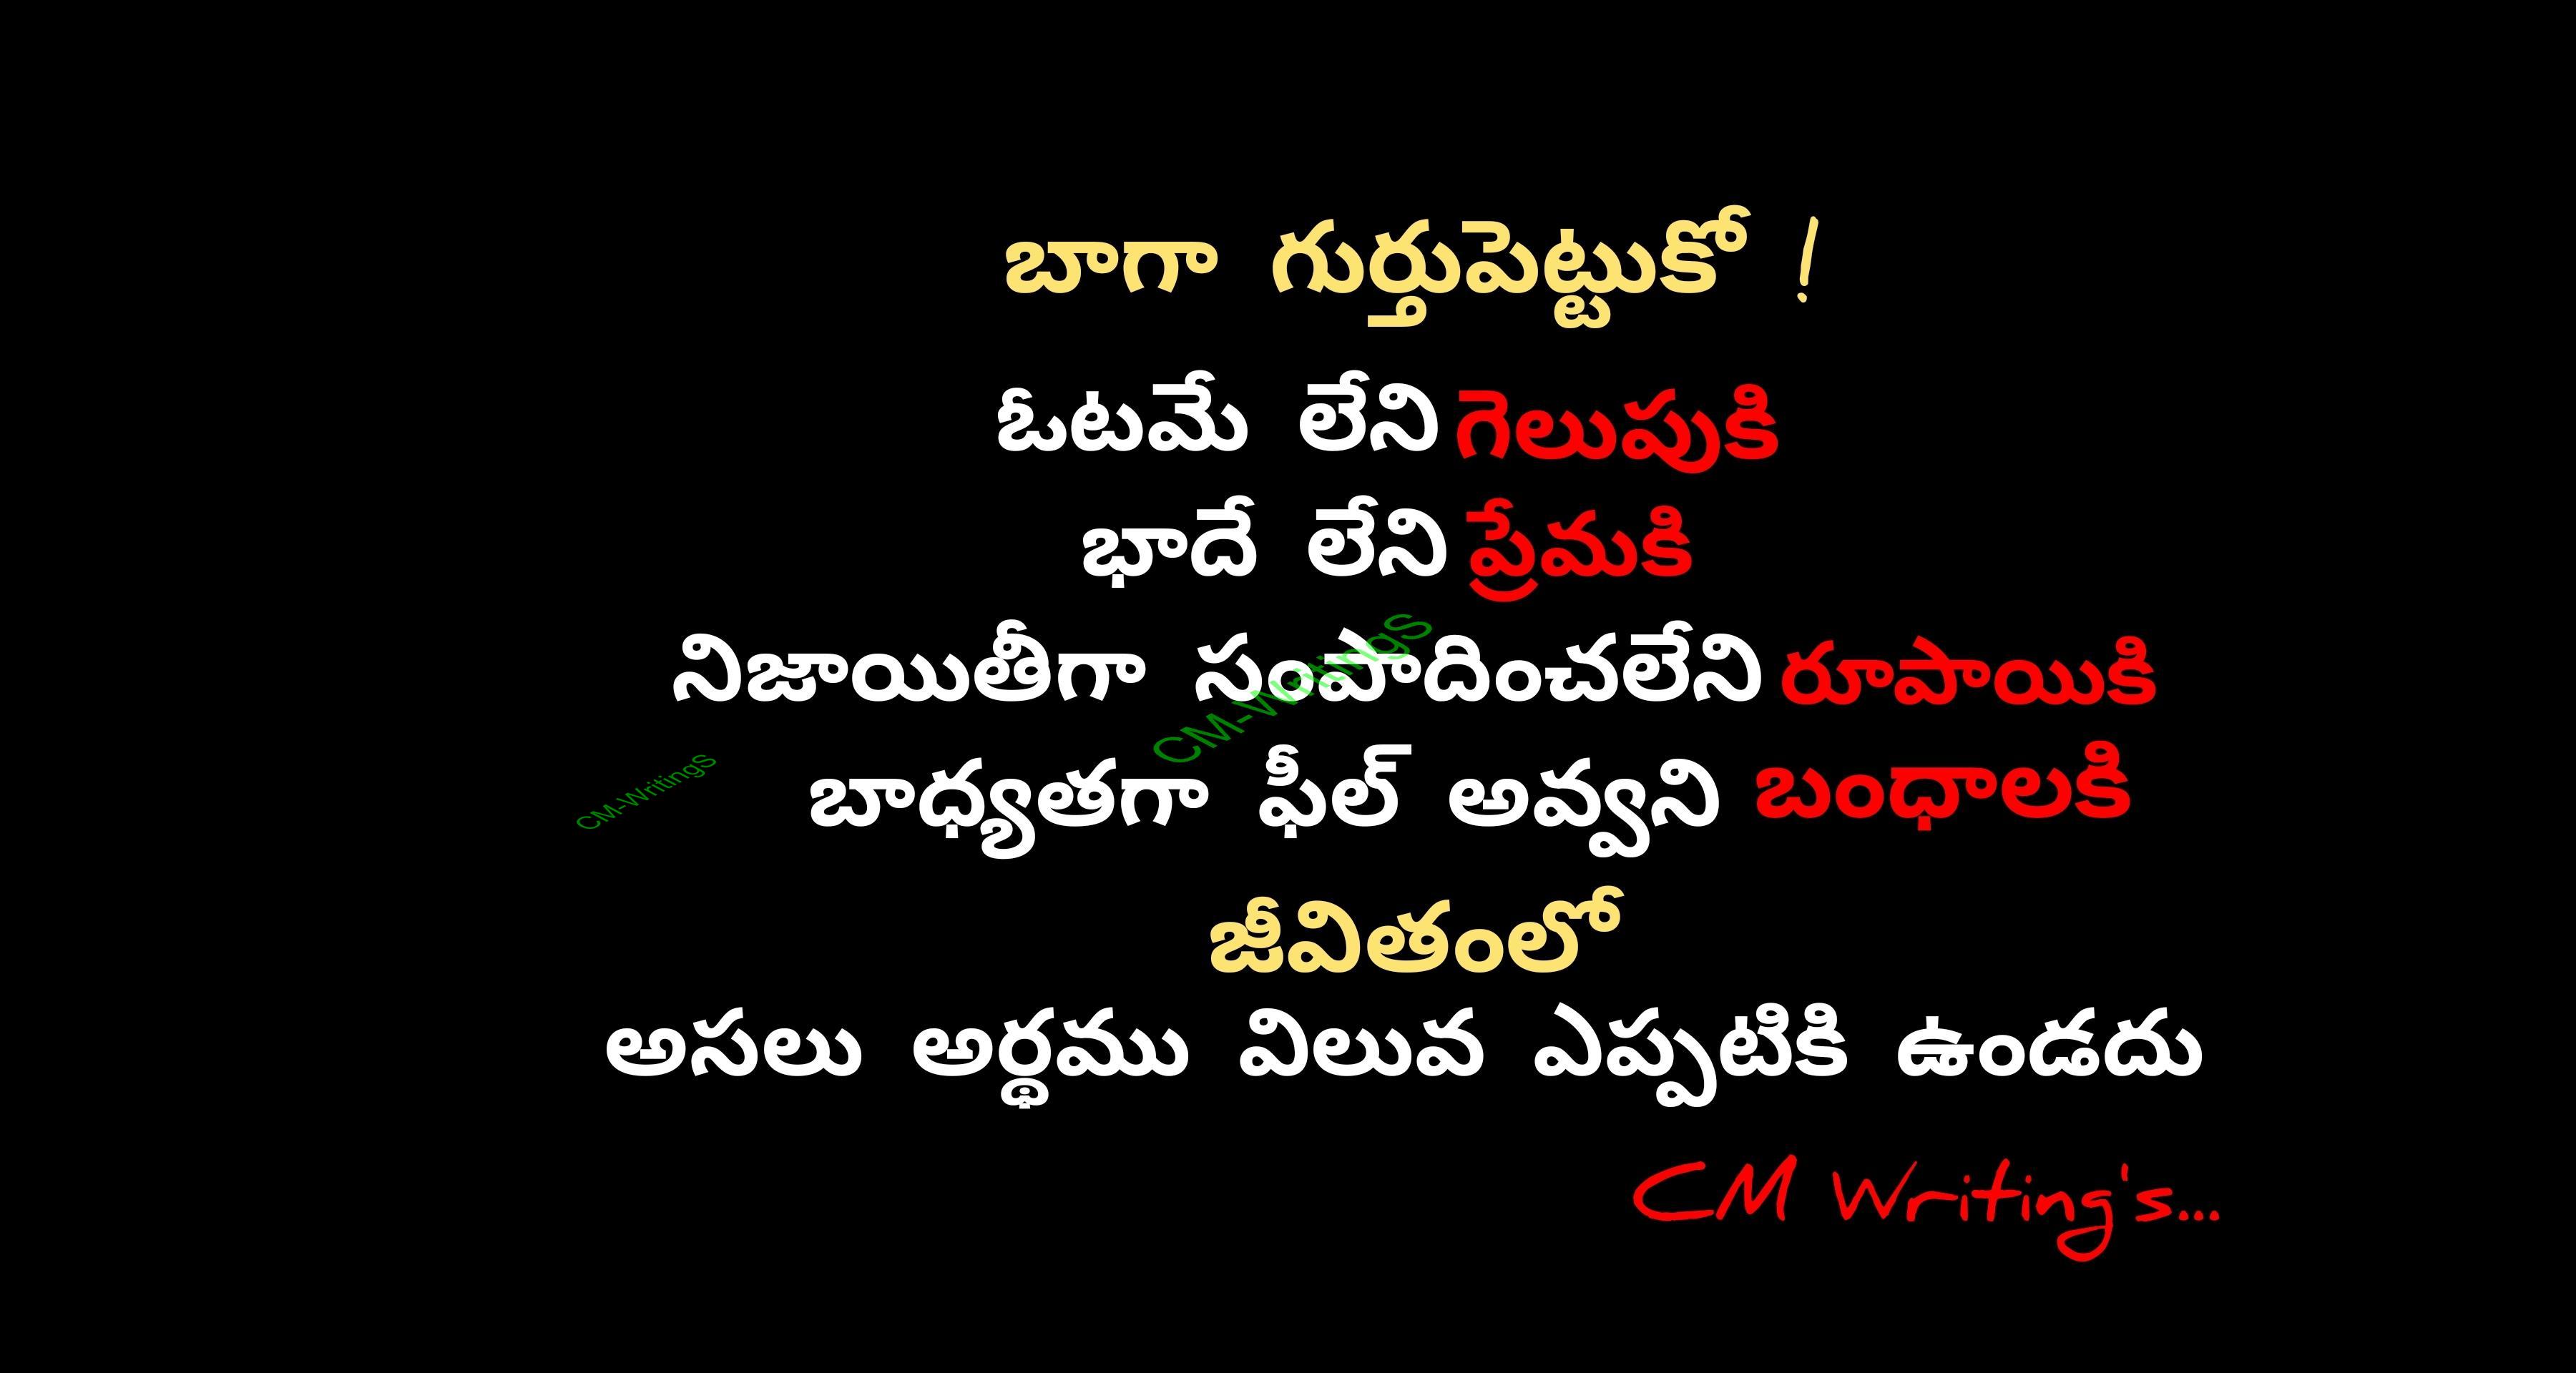 బాగా గుర్తుపెట్టుకో !
ఓటమే లేని గెలుపుకి
భాదే లేని ప్రేమకి
నిజాయితీగా సంపాదించలేని రూపాయికి
CM-WritingS
CM-WritingS
బాధ్యతగా ఫీల్ అవ్వని బంధాలకి
జీవితంలో
అసలు అర్థము విలువ ఎప్పటికి ఉండదు
CM Writing's...